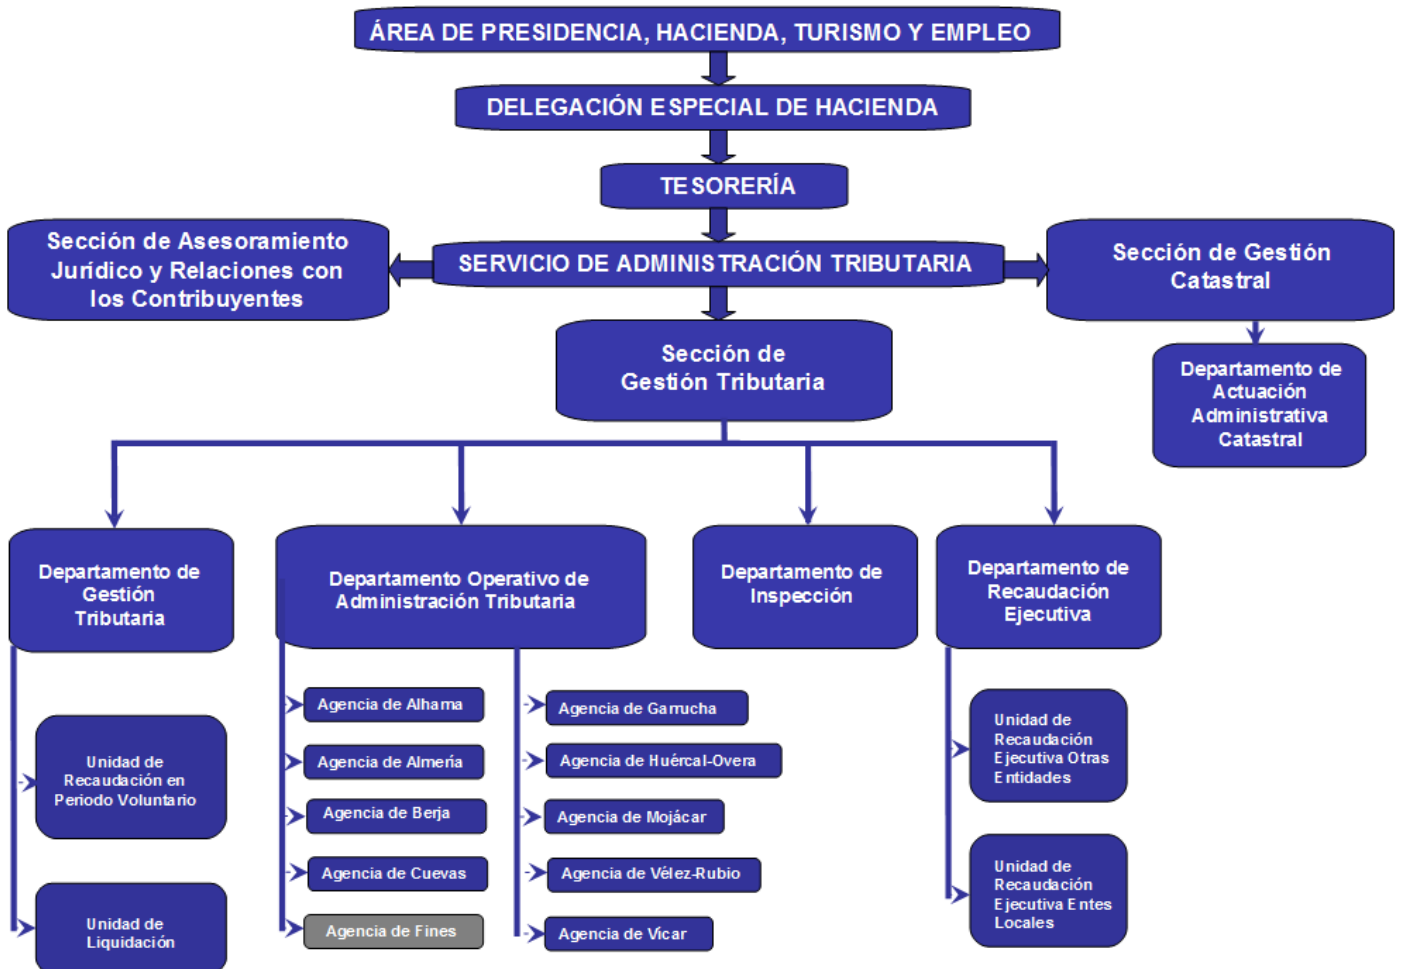 ÁREA DE PRESIDENCIA, HACIENDA, TURISMO Y EMPLEO
DELEGACIÓN ESPECIAL DE HACIENDA
TESORERÍA
Sección de Asesoramiento
Jurídico y Relaciones con
los Contribuyentes
SERVICIO DE ADMINISTRACIÓN TRIBUTARIA
Sección de Gestión
Catastral
Sección de
Gestión Tributaria
Departamento de
Actuación
Administrativa
Catastral
Departamento de
Gestión
Tributaria
Departamento Operativo de
Administración Tributaria
Departamento de
Inspección
Departamento de
Recaudación
Ejecutiva
Unidad de
Recaudación en
Periodo Voluntario
Unidad de
Liquidación
Agencia de Alhama
Agencia de Almería
Agencia de Berja
Agencia de Cuevas
Agencia de Fines
Agencia de Garrucha
Agencia de Huércal-Overa
Agencia de Mojácar
Agencia de Vélez-Rubio
Agencia de Vícar
Unidad de
Recaudación
Ejecutiva Otras
Entidades
Unidad de
Recaudación
Ejecutiva Entes
Locales